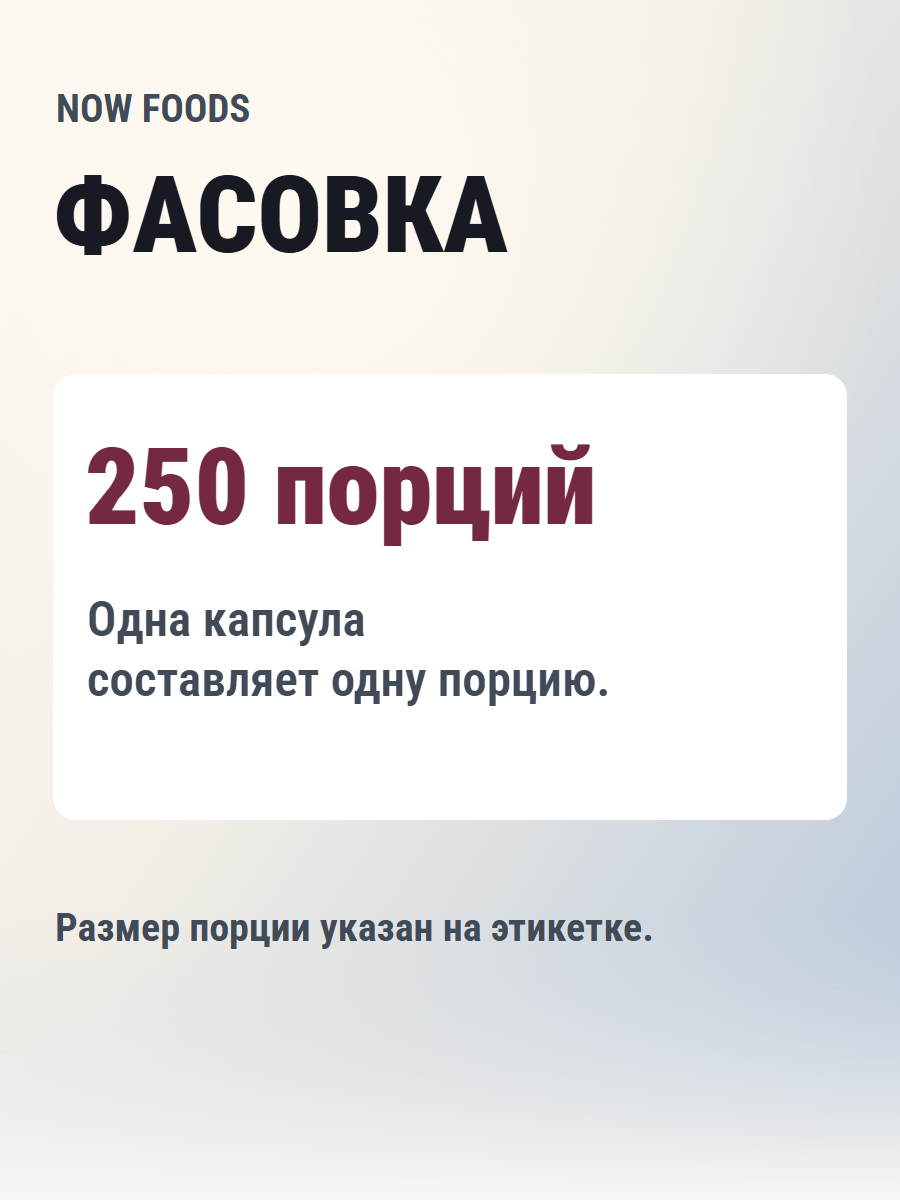 NOW FOODS
ФАСОВКА
250 порций
Одна капсула
составляет одну порцию.
Размер порции указан на этикетке.